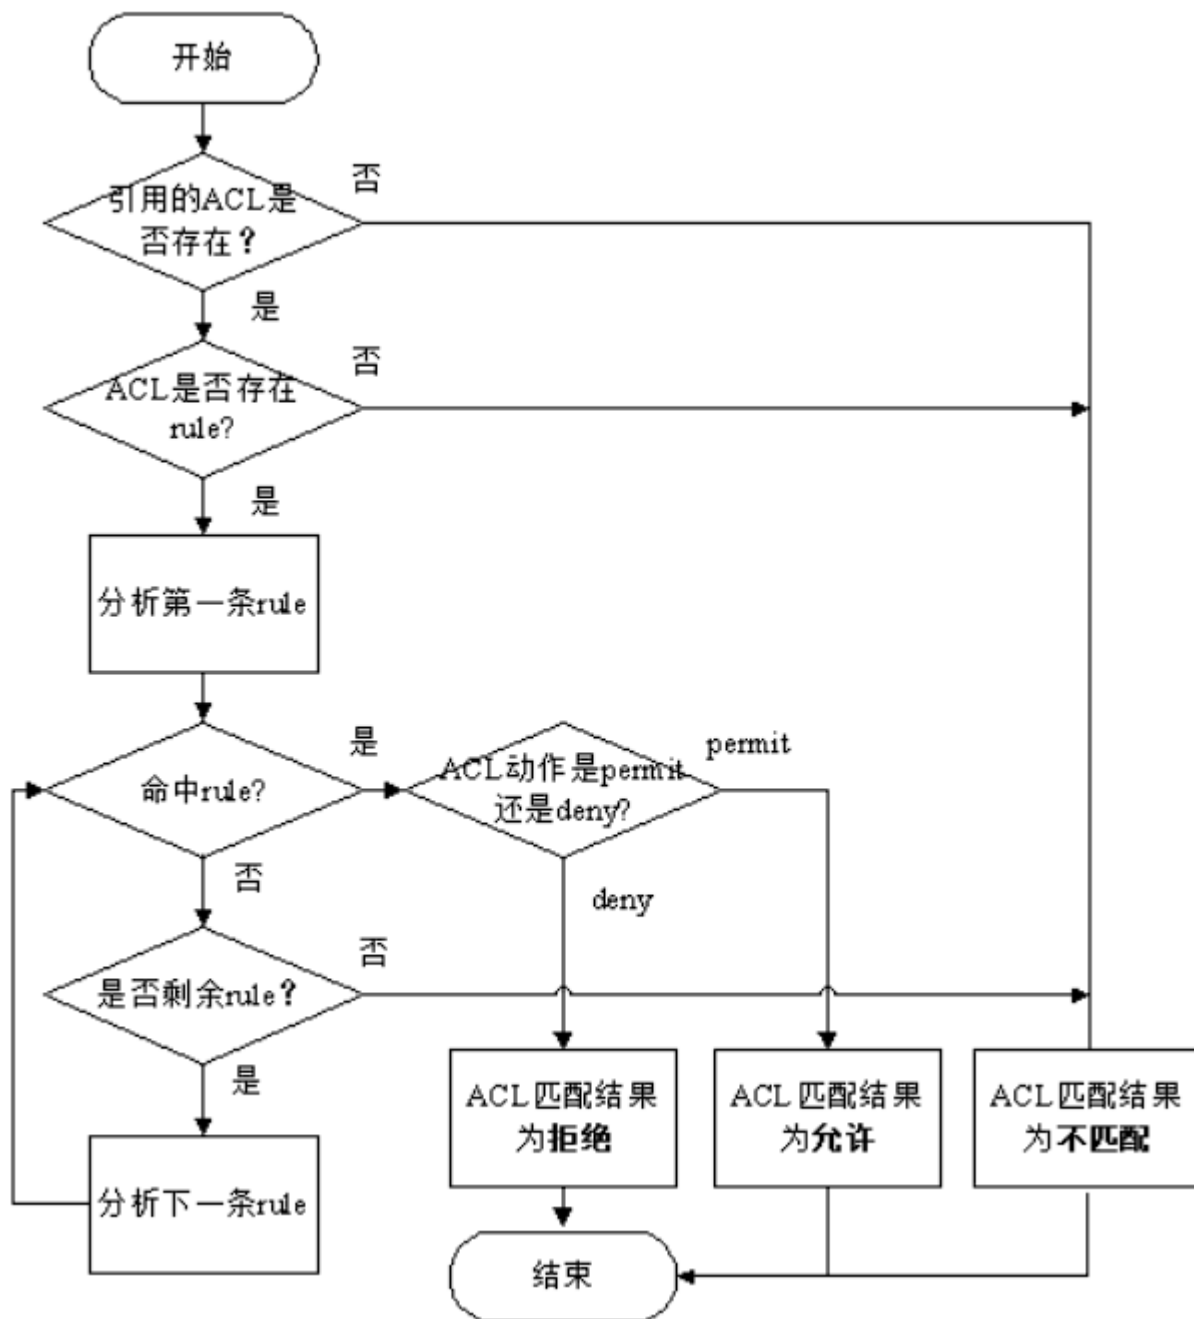 开始
否
引用的ACL是
否存在？
是
否
ACL是否存在
rule?
是
分析第一条rule
是
permit
命中rule?
ACL动作是permit
还是deny?
否
deny
否
是否剩余rule？
是
ACL匹配结果
为拒绝
ACL匹配结果
为允许
ACL匹配结果
为不匹配
分析下一条rule
结束